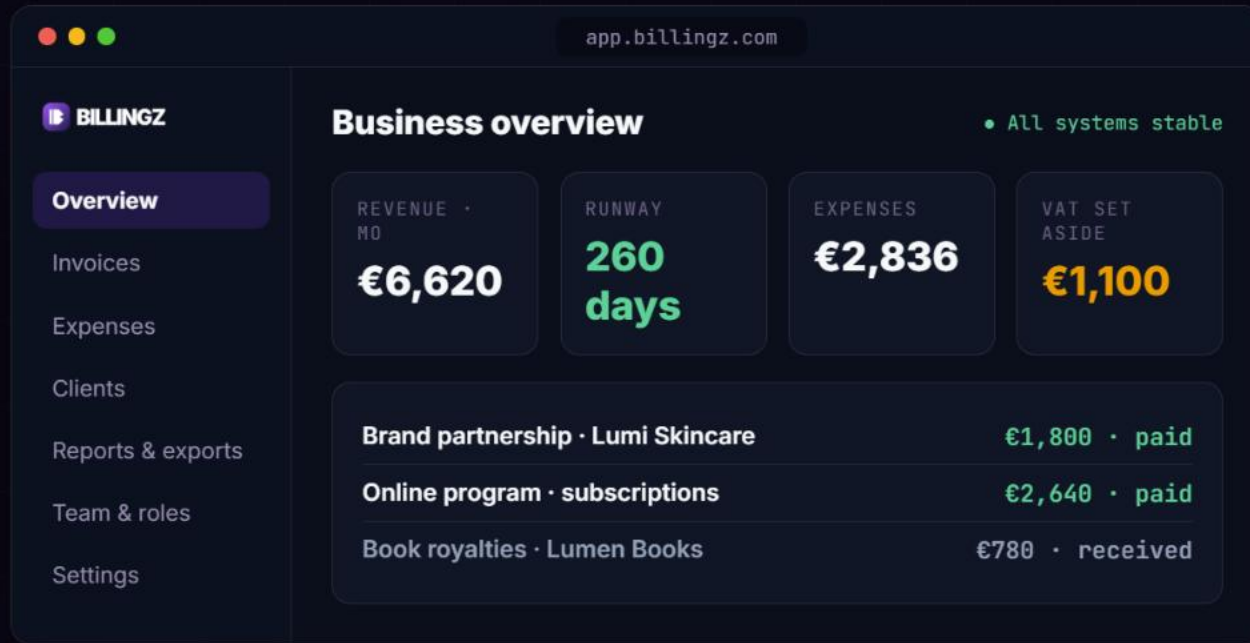 app.billingz.com
BILLINGZ
Overview
Invoices
Expenses
Clients
Reports & exports
Team & roles
Settings
Business overview
• All systems stable
REVENUE ·
MO
€6,620
RUNWAY
260
days
EXPENSES
€2,836
VAT SET
ASIDE
€1,100
Brand partnership · Lumi Skincare €1,800 · paid
Online program · subscriptions €2,640 · paid
Book royalties · Lumen Books €780 · received